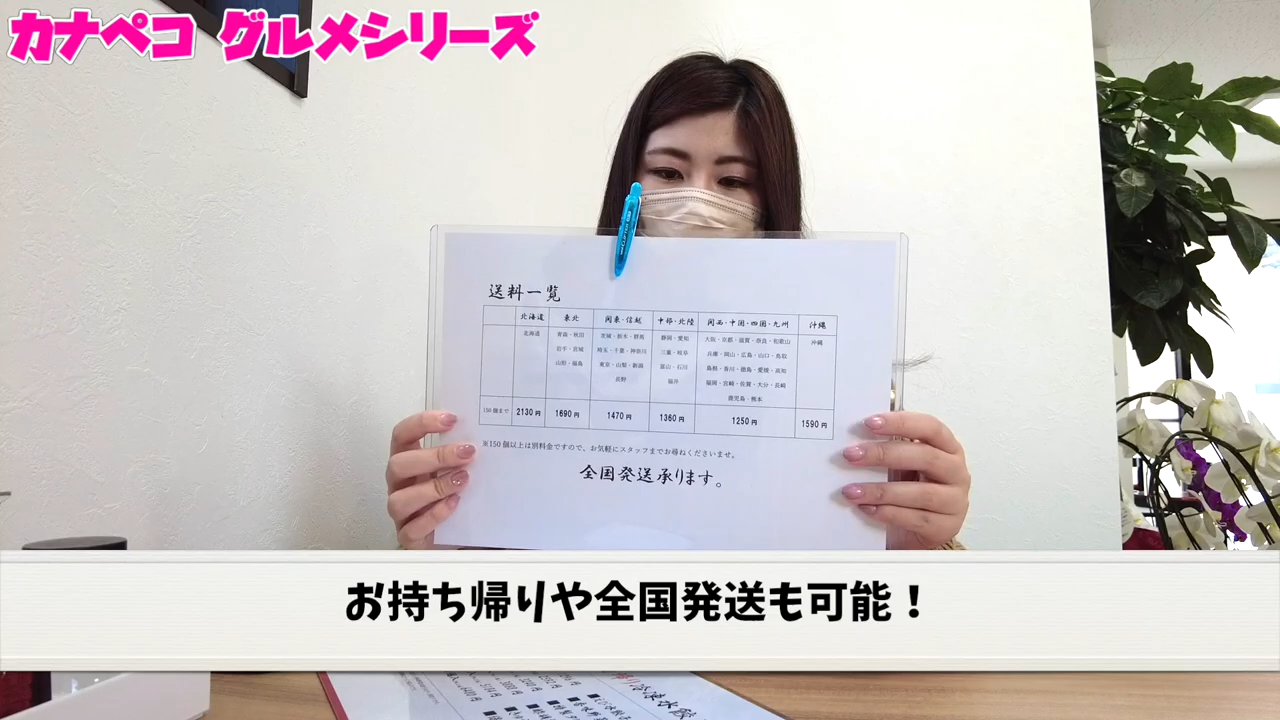 カナペコ グルメシリーズ
送料一覧
北海道 東北 関東・信越 中部・北陸 関西・中国・四国・九州 沖縄
北海道 青森・秋田 茨城・栃木・群馬 静岡・愛知 大阪・京都・滋賀・奈良・和歌山 沖縄
岩手・宮城 埼玉・千葉・神奈川 三重・岐阜 兵庫・岡山・広島・山口・鳥取
山形・福島 東京・山梨・新潟 富山・石川 島根・香川・徳島・愛媛・高知
長野 福井 福岡・宮崎・佐賀・大分・長崎
鹿児島・熊本
150個まで 2130円 1690円 1470円 1360円 1250円 1590円
※150個以上は別料金ですので、お気軽にスタッフまでお尋ねくださいませ。
全国発送承ります。
お持ち帰りや全国発送も可能！